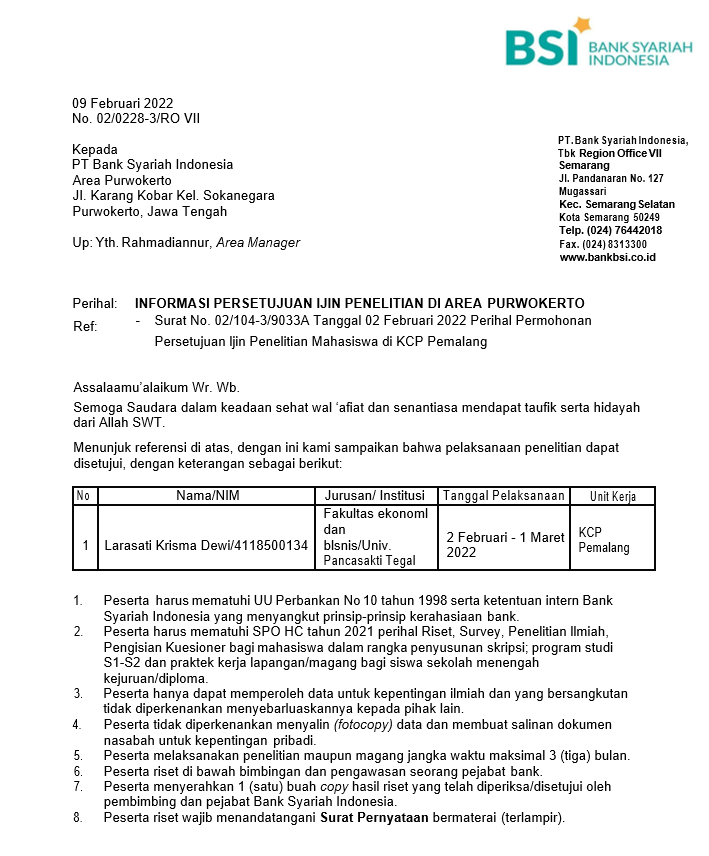 BSI BANK SYARIAH
INDONESIA
09 Februari 2022
No. 02/0228-3/RO VII
Kepada
PT Bank Syariah Indonesia
Area Purwokerto
Jl. Karang Kobar Kel. Sokanegara
Purwokerto, Jawa Tengah
Up: Yth. Rahmadiannur, Area Manager
PT. Bank Syariah Indonesia,
Tbk Region Office VII
Semarang
Jl. Pandanaran No. 127
Mugassari
Kec. Semarang Selatan
Kota Semarang 50249
Telp. (024) 76442018
Fax. (024) 8313300
www.bankbsi.co.id
Perihal: INFORMASI PERSETUJUAN IJIN PENELITIAN DI AREA PURWOKERTO
Ref: - Surat No. 02/104-3/9033A Tanggal 02 Februari 2022 Perihal Permohonan
Persetujuan Ijin Penelitian Mahasiswa di KCP Pemalang
Assalaamu’alaikum Wr. Wb.
Semoga Saudara dalam keadaan sehat wal ‘afiat dan senantiasa mendapat taufik serta hidayah
dari Allah SWT.
Menunjuk referensi di atas, dengan ini kami sampaikan bahwa pelaksanaan penelitian dapat
disetujui, dengan keterangan sebagai berikut:
No Nama/NIM Jurusan/ Institusi Tanggal Pelaksanaan Unit Kerja
1 Larasati Krisma Dewi/4118500134
Fakultas ekonomI
dan
bIsnis/Univ.
Pancasakti Tegal
2 Februari - 1 Maret
2022
KCP
Pemalang
1. Peserta harus mematuhi UU Perbankan No 10 tahun 1998 serta ketentuan intern Bank
Syariah Indonesia yang menyangkut prinsip-prinsip kerahasiaan bank.
2. Peserta harus mematuhi SPO HC tahun 2021 perihal Riset, Survey, Penelitian Ilmiah,
Pengisian Kuesioner bagi mahasiswa dalam rangka penyusunan skripsi; program studi
S1-S2 dan praktek kerja lapangan/magang bagi siswa sekolah menengah
kejuruan/diploma.
3. Peserta hanya dapat memperoleh data untuk kepentingan ilmiah dan yang bersangkutan
tidak diperkenankan menyebarluaskannya kepada pihak lain.
4. Peserta tidak diperkenankan menyalin (fotocopy) data dan membuat salinan dokumen
nasabah untuk kepentingan pribadi.
5. Peserta melaksanakan penelitian maupun magang jangka waktu maksimal 3 (tiga) bulan.
6. Peserta riset di bawah bimbingan dan pengawasan seorang pejabat bank.
7. Peserta menyerahkan 1 (satu) buah copy hasil riset yang telah diperiksa/disetujui oleh
pembimbing dan pejabat Bank Syariah Indonesia.
8. Peserta riset wajib menandatangani Surat Pernyataan bermaterai (terlampir).